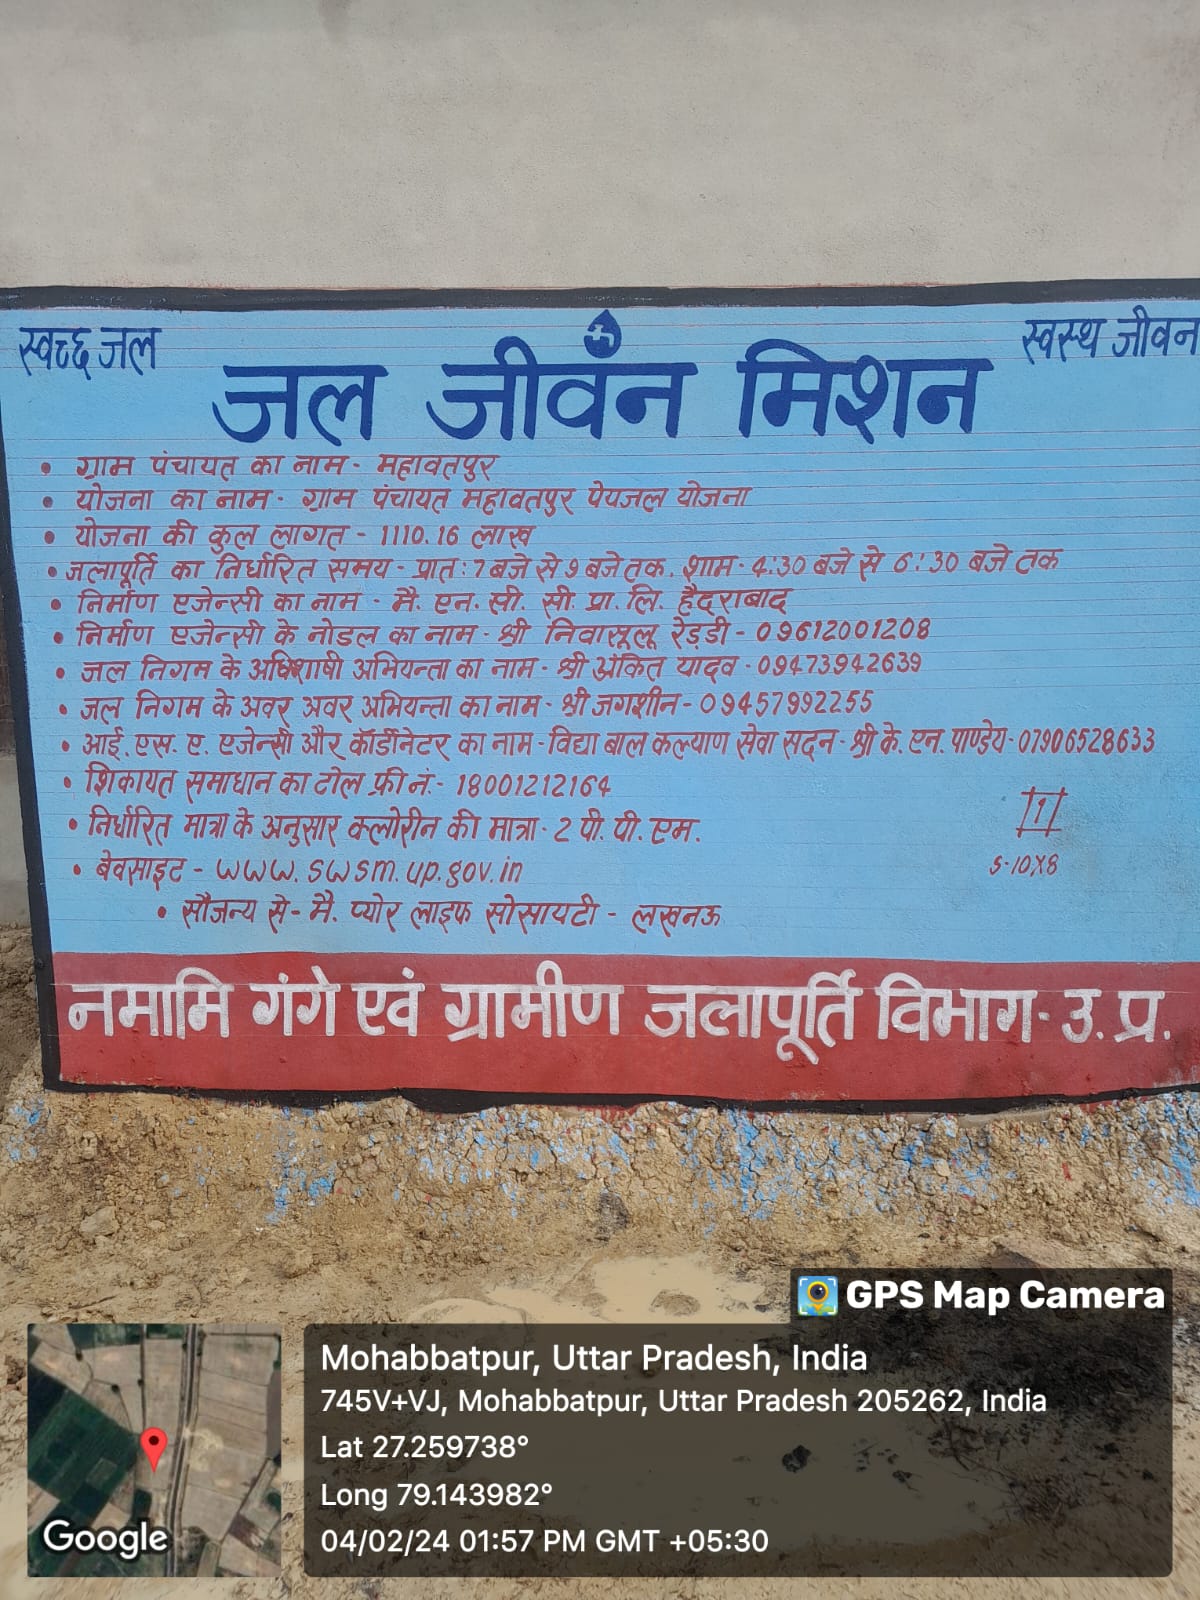 स्वच्छ जल
स्वस्थ जीवन
जल जीवन मिशन
• ग्राम पंचायत का नाम - महावतपुर
• योजना का नाम - ग्राम पंचायत महावतपुर पेयजल योजना
• योजना की कुल लागत - 1110.16 लाख
• जलापूर्ति का निर्धारित समय - प्रात: 7 बजे से 9 बजे तक, शाम - 4:30 बजे से 6:30 बजे तक
• निर्माण एजेन्सी का नाम - मै. एन. सी. सी. प्रा. लि. हैदराबाद
• निर्माण एजेन्सी के नोडल का नाम - श्री निवासूलू रेड्डी - 09612001208
• जल निगम के अधिशाषी अभियन्ता का नाम - श्री अंकित यादव - 09473942639
• जल निगम के अवर अवर अभियन्ता का नाम - श्री जगशीन - 09457992255
• आई. एस. ए. एजेन्सी और कॉर्डीनेटर का नाम - विद्या बाल कल्याण सेवा सदन - श्री के. एन. पाण्डेय - 07906528633
• शिकायत समाधान का टोल फ्री नं. - 18001212164
• निर्धारित मात्रा के अनुसार क्लोरीन की मात्रा - 2 पी. पी. एम.
1
• बेवसाइट - www.swsm.up.gov.in
5-10X8
• सौजन्य से - मै. प्योर लाइफ सोसायटी - लखनऊ
नमामि गंगे एवं ग्रामीण जलापूर्ति विभाग - उ. प्र.
GPS Map Camera
Mohabbatpur, Uttar Pradesh, India
745V+VJ, Mohabbatpur, Uttar Pradesh 205262, India
Lat 27.259738°
Long 79.143982°
04/02/24 01:57 PM GMT +05:30
Google